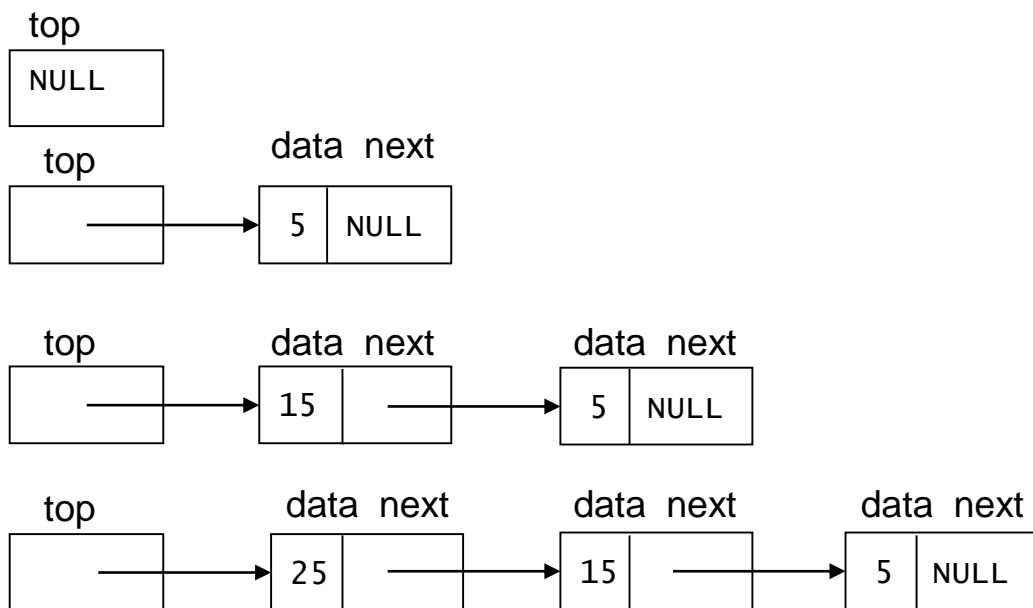 top
NULL
top data next
5 NULL
top data next data next
15 5 NULL
top data next data next data next
25 15 5 NULL